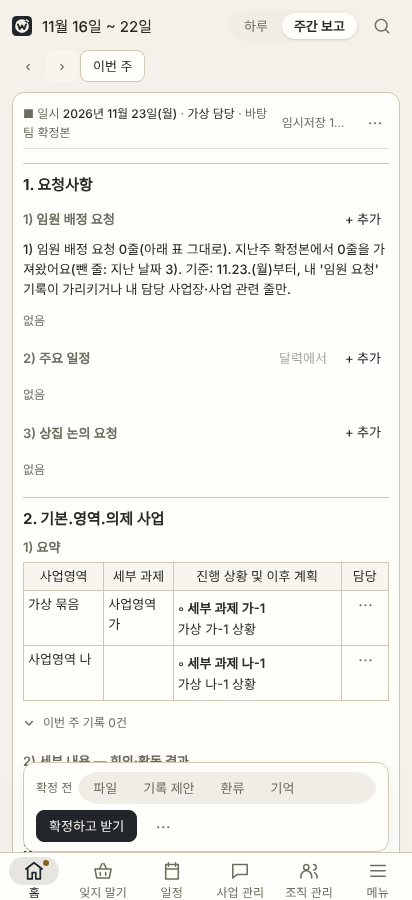 11월 16일 ~ 22일
하루
주간 보고
‹
›
이번 주
■ 일시 2026년 11월 23일(월) · 가상 담당 · 바탕
팀 확정본
임시저장 1...
···
1. 요청사항
1) 임원 배정 요청
+ 추가
1) 임원 배정 요청 0줄(아래 표 그대로). 지난주 확정본에서 0줄을 가
져왔어요(뺀 줄: 지난 날짜 3). 기준: 11.23.(월)부터, 내 '임원 요청'
기록이 가리키거나 내 담당 사업장·사업 관련 줄만.
없음
2) 주요 일정
달력에서
+ 추가
없음
3) 상집 논의 요청
+ 추가
없음
2. 기본.영역.의제 사업
1) 요약
사업영역
세부 과제
진행 상황 및 이후 계획
담당
가상 묶음
사업영역
가
∘ 세부 과제 가-1
가상 가-1 상황
···
사업영역 나
∘ 세부 과제 나-1
가상 나-1 상황
···
이번 주 기록 0건
2) 세부 내용 — 회의·활동 결과
확정 전
파일
기록 제안
환류
기억
확정하고 받기
···
홈
잊지 말기
일정
사업 관리
조직 관리
메뉴